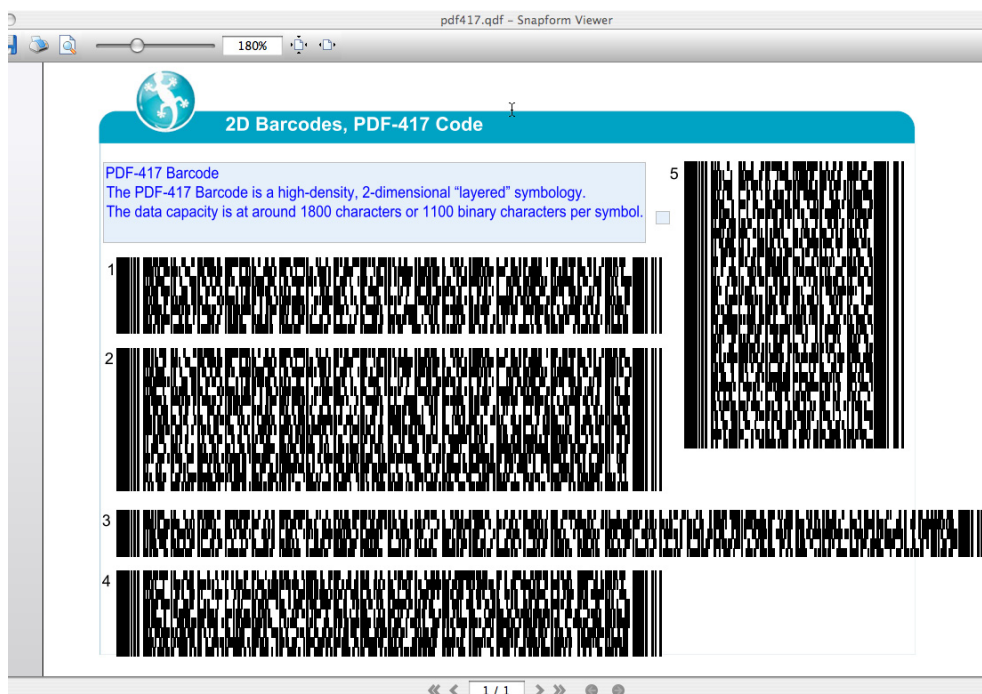 pdf417.qdf – Snapform Viewer
180%
2D Barcodes, PDF-417 Code
PDF-417 Barcode
The PDF-417 Barcode is a high-density, 2-dimensional “layered” symbology.
The data capacity is at around 1800 characters or 1100 binary characters per symbol.
5
1
2
3
4
1 / 1